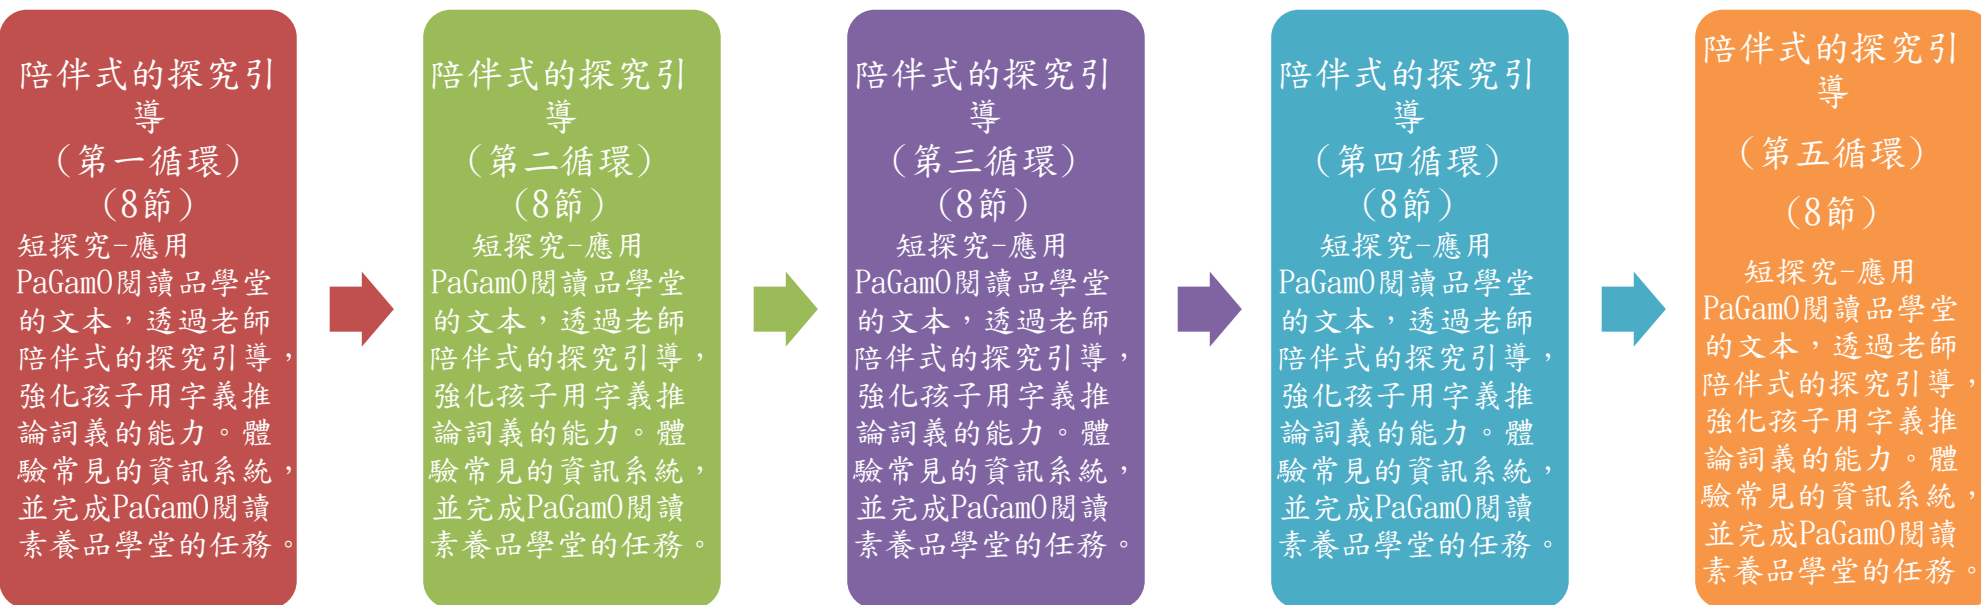 陪伴式的探究引
導
（第一循環）
（8節）
短探究-應用
PaGamO閱讀品學堂
的文本，透過老師
陪伴式的探究引導，
強化孩子用字義推
論詞義的能力。體
驗常見的資訊系統，
並完成PaGamO閱讀
素養品學堂的任務。
陪伴式的探究引
導
（第二循環）
（8節）
短探究-應用
PaGamO閱讀品學堂
的文本，透過老師
陪伴式的探究引導，
強化孩子用字義推
論詞義的能力。體
驗常見的資訊系統，
並完成PaGamO閱讀
素養品學堂的任務。
陪伴式的探究引
導
（第三循環）
（8節）
短探究-應用
PaGamO閱讀品學堂
的文本，透過老師
陪伴式的探究引導，
強化孩子用字義推
論詞義的能力。體
驗常見的資訊系統，
並完成PaGamO閱讀
素養品學堂的任務。
陪伴式的探究引
導
（第四循環）
（8節）
短探究-應用
PaGamO閱讀品學堂
的文本，透過老師
陪伴式的探究引導，
強化孩子用字義推
論詞義的能力。體
驗常見的資訊系統，
並完成PaGamO閱讀
素養品學堂的任務。
陪伴式的探究引
導
（第五循環）
（8節）
短探究-應用
PaGamO閱讀品學堂
的文本，透過老師
陪伴式的探究引導，
強化孩子用字義推
論詞義的能力。體
驗常見的資訊系統，
並完成PaGamO閱讀
素養品學堂的任務。